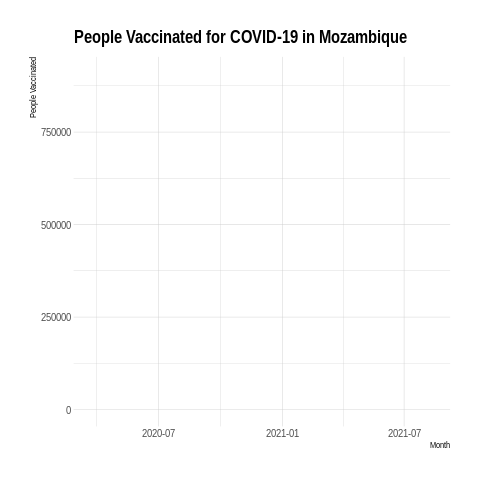 People Vaccinated for COVID-19 in Mozambique
People Vaccinated
750000
500000
250000
0
2020-07
2021-01
2021-07
Month